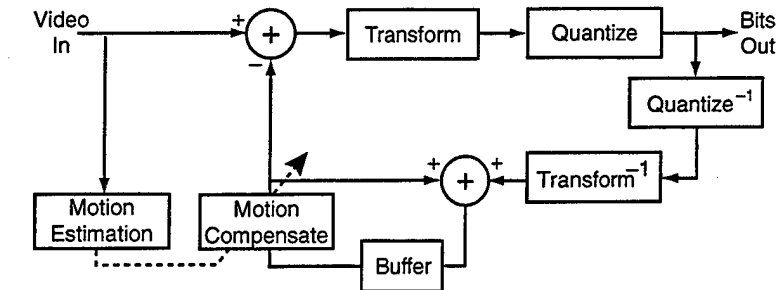 Video
In
+
+
−
Transform
Quantize
Bits
Out
Quantize⁻¹
+
+
+
Transform⁻¹
Motion
Estimation
Motion
Compensate
Buffer